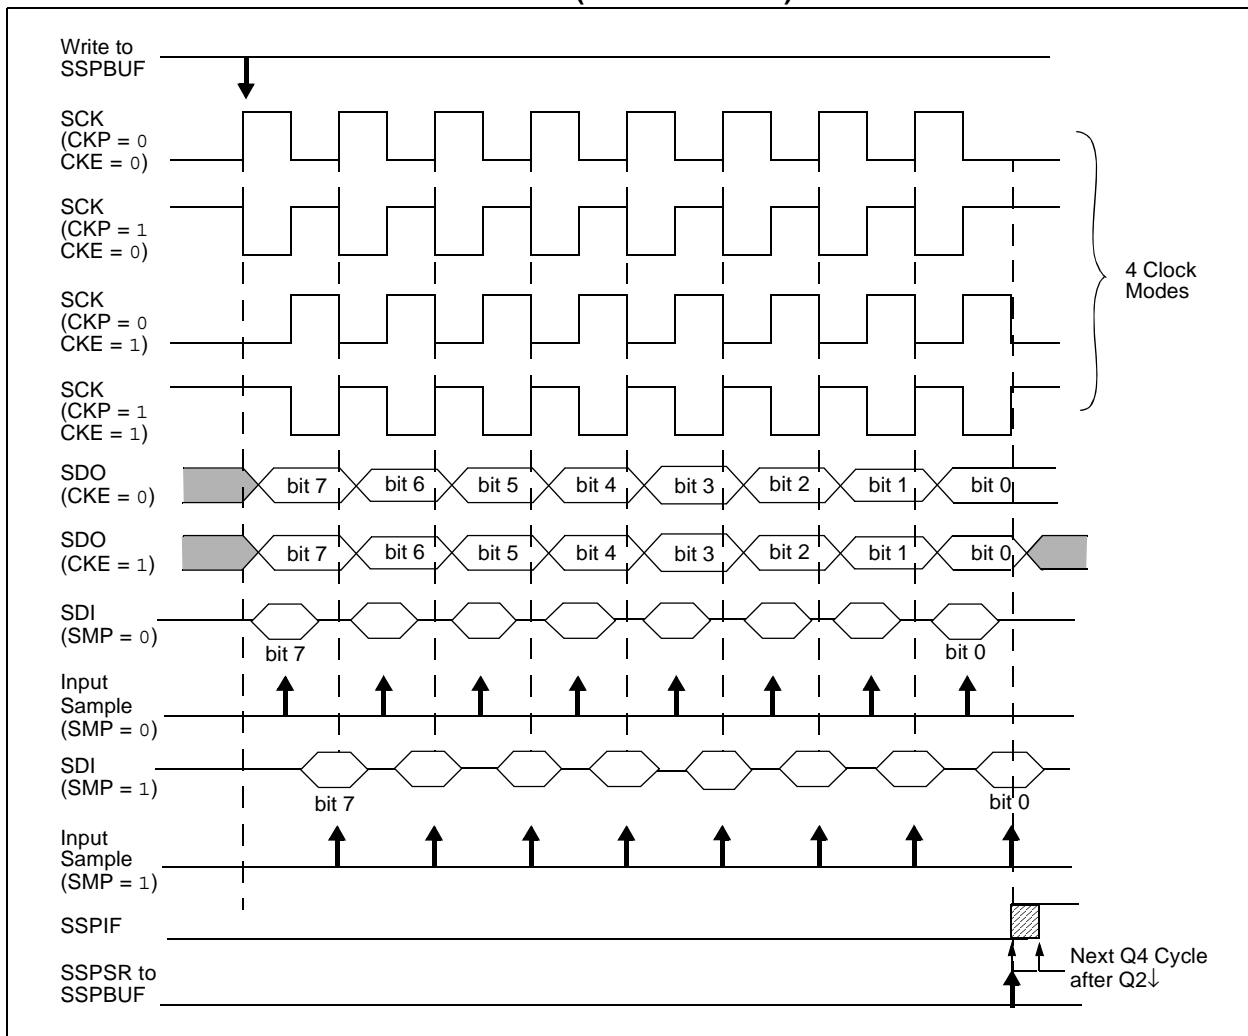 Write to
SSPBUF
SCK
(CKP = 0
CKE = 0)
SCK
(CKP = 1
CKE = 0)
SCK
(CKP = 0
CKE = 1)
SCK
(CKP = 1
CKE = 1)
4 Clock
Modes
SDO
(CKE = 0)
bit 7 bit 6 bit 5 bit 4 bit 3 bit 2 bit 1 bit 0
SDO
(CKE = 1)
bit 7 bit 6 bit 5 bit 4 bit 3 bit 2 bit 1 bit 0
SDI
(SMP = 0)
bit 7 bit 0
Input
Sample
(SMP = 0)
SDI
(SMP = 1)
bit 7 bit 0
Input
Sample
(SMP = 1)
SSPIF
SSPSR to
SSPBUF
Next Q4 Cycle
after Q2↓